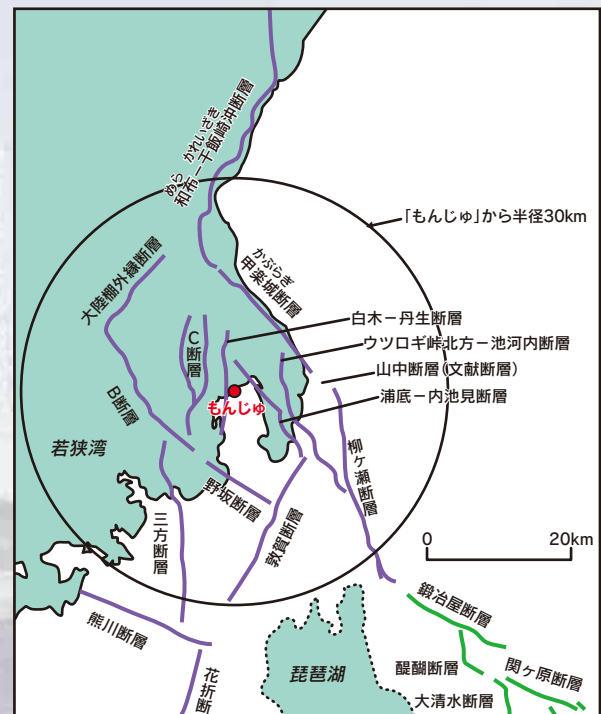 ぬら かれいざき
和布－干飯崎沖断層
「もんじゅ」から半径30km
かぶらぎ
甲楽城断層
大陸棚外縁断層
白木－丹生断層
ウツロギ峠北方－池河内断層
C断層
山中断層(文献断層)
浦底－内池見断層
もんじゅ
B断層
若狭湾
柳ヶ瀬断層
野坂断層
三方断層
敦賀断層
0 20km
鍛冶屋断層
熊川断層
琵琶湖
醍醐断層
関ヶ原断層
花折断
大清水断層